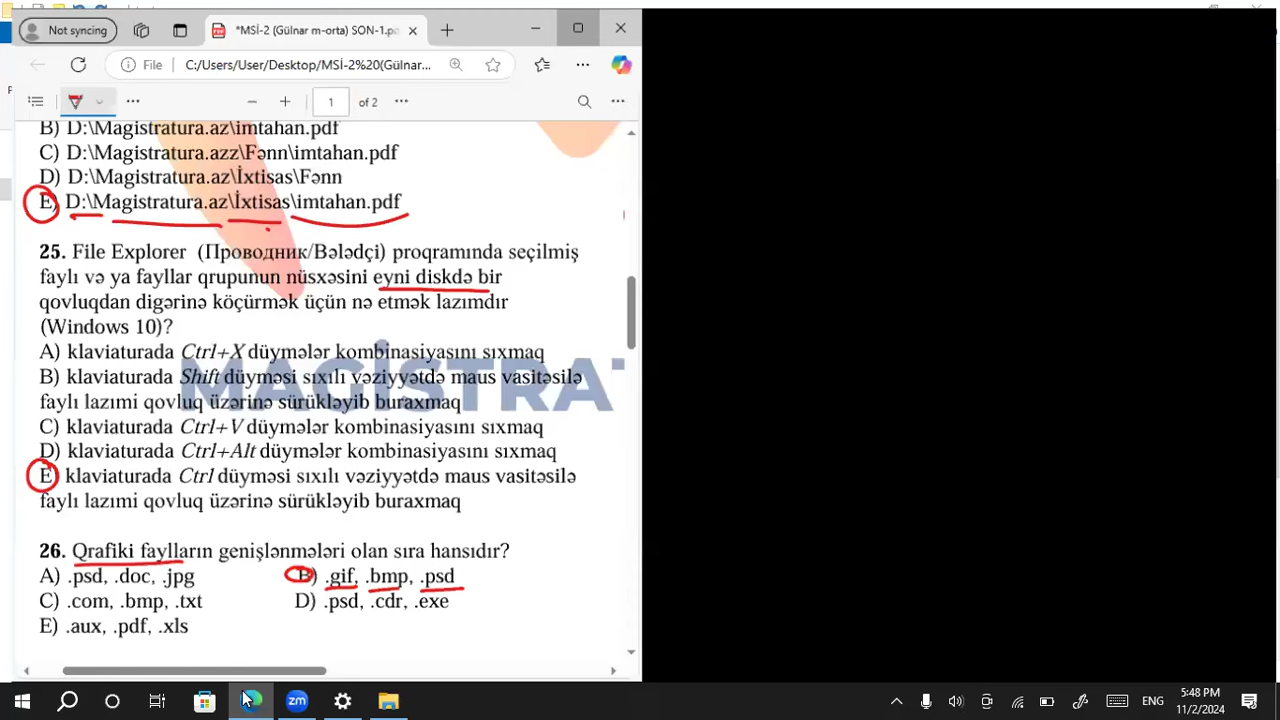 Not syncing
*MSİ-2 (Gülnar m-orta) SON-1.p
File
C:/Users/User/Desktop/MSİ-2%20(Gülnar...
1 of 2
B) D:\Magistratura.az\imtahan.pdf
C) D:\Magistratura.azz\Fənn\imtahan.pdf
D) D:\Magistratura.az\İxtisas\Fənn
E) D:\Magistratura.az\İxtisas\imtahan.pdf
25. File Explorer (Проводник/Bələdçi) proqramında seçilmiş
faylı və ya fayllar qrupunun nüsxəsini eyni diskdə bir
qovluqdan digərinə köçürmək üçün nə etmək lazımdır
(Windows 10)?
A) klaviaturada Ctrl+X düymələr kombinasiyasını sıxmaq
B) klaviaturada Shift düyməsi sıxılı vəziyyətdə maus vasitəsilə
faylı lazımi qovluq üzərinə sürükləyib buraxmaq
C) klaviaturada Ctrl+V düymələr kombinasiyasını sıxmaq
D) klaviaturada Ctrl+Alt düymələr kombinasiyasını sıxmaq
E) klaviaturada Ctrl düyməsi sıxılı vəziyyətdə maus vasitəsilə
faylı lazımi qovluq üzərinə sürükləyib buraxmaq
MAGİSTRAT
26. Qrafiki faylların genişlənmələri olan sıra hansıdır?
A) .psd, .doc, .jpg
B) .gif, .bmp, .psd
C) .com, .bmp, .txt
D) .psd, .cdr, .exe
E) .aux, .pdf, .xls
zm
ENG
5:48 PM
11/2/2024